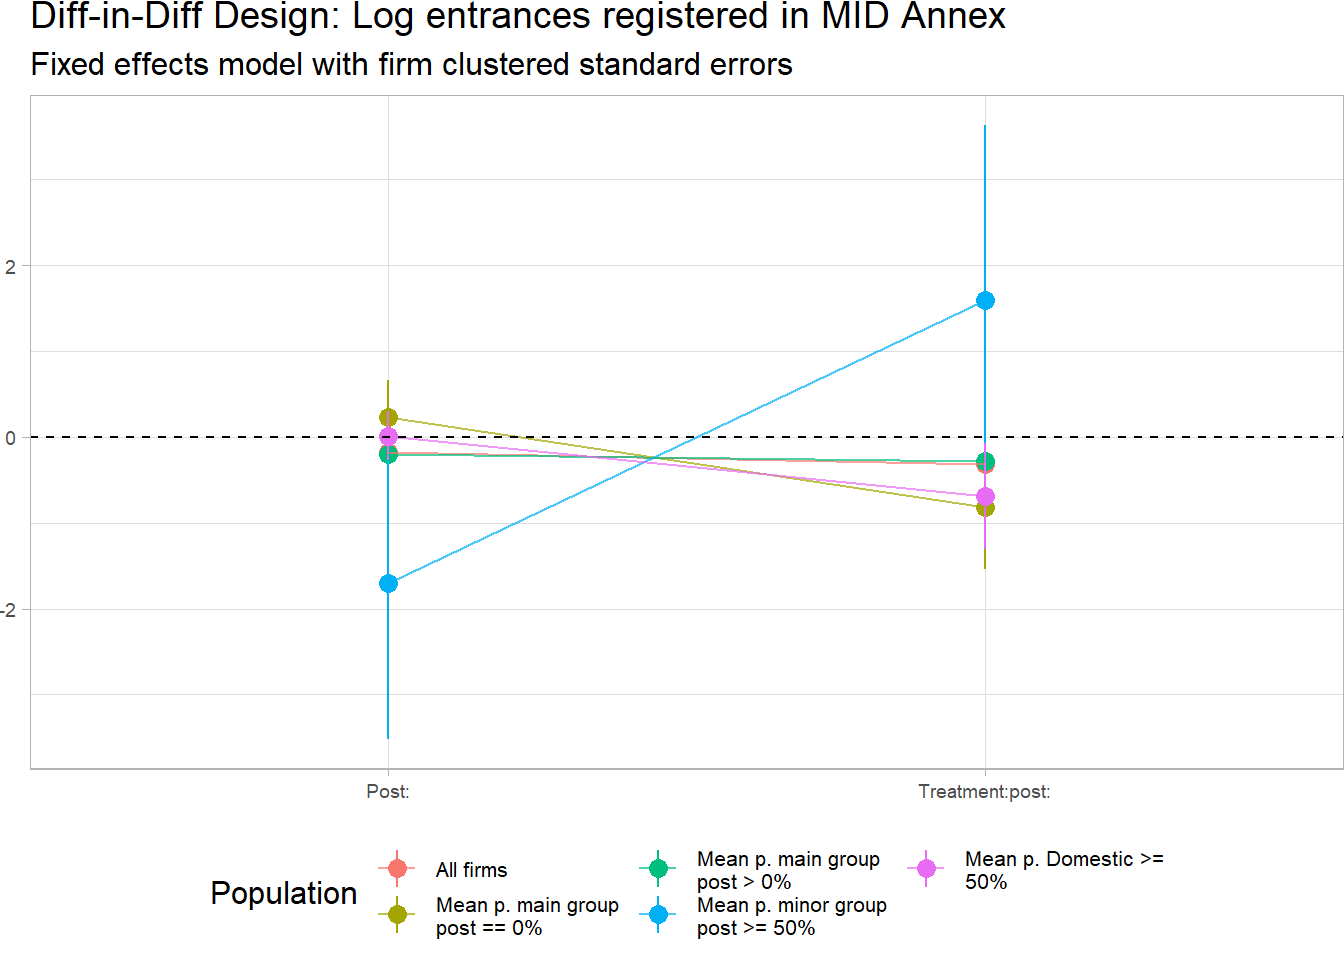 Diff-in-Diff Design: Log entrances registered in MID Annex
Fixed effects model with firm clustered standard errors
2
0
-2
Post:
Treatment:post:
Population
All firms
Mean p. main group
post == 0%
Mean p. main group
post > 0%
Mean p. minor group
post >= 50%
Mean p. Domestic >=
50%